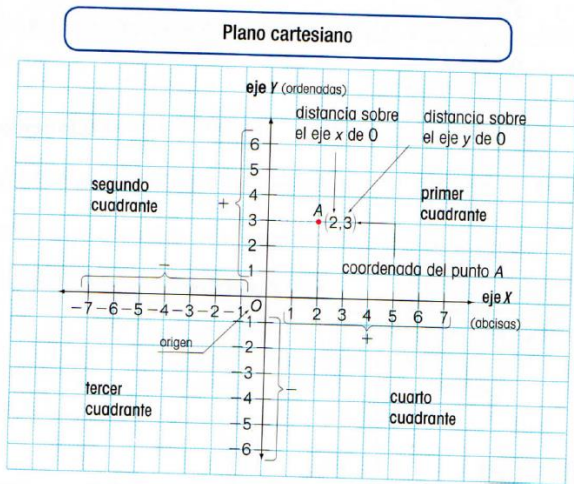 Plano cartesiano
eje Y (ordenadas)
distancia sobre
el eje x de 0
distancia sobre
el eje y de 0
6
5
4
3
2
1
+
segundo
cuadrante
primer
cuadrante
A (2,3)
coordenada del punto A
−
eje X
(abcisas)
−7 −6 −5 −4 −3 −2 −1 O 1 2 3 4 5 6 7
+
origen
−1
−2
−3
−4
−5
−6
−
tercer
cuadrante
cuarto
cuadrante